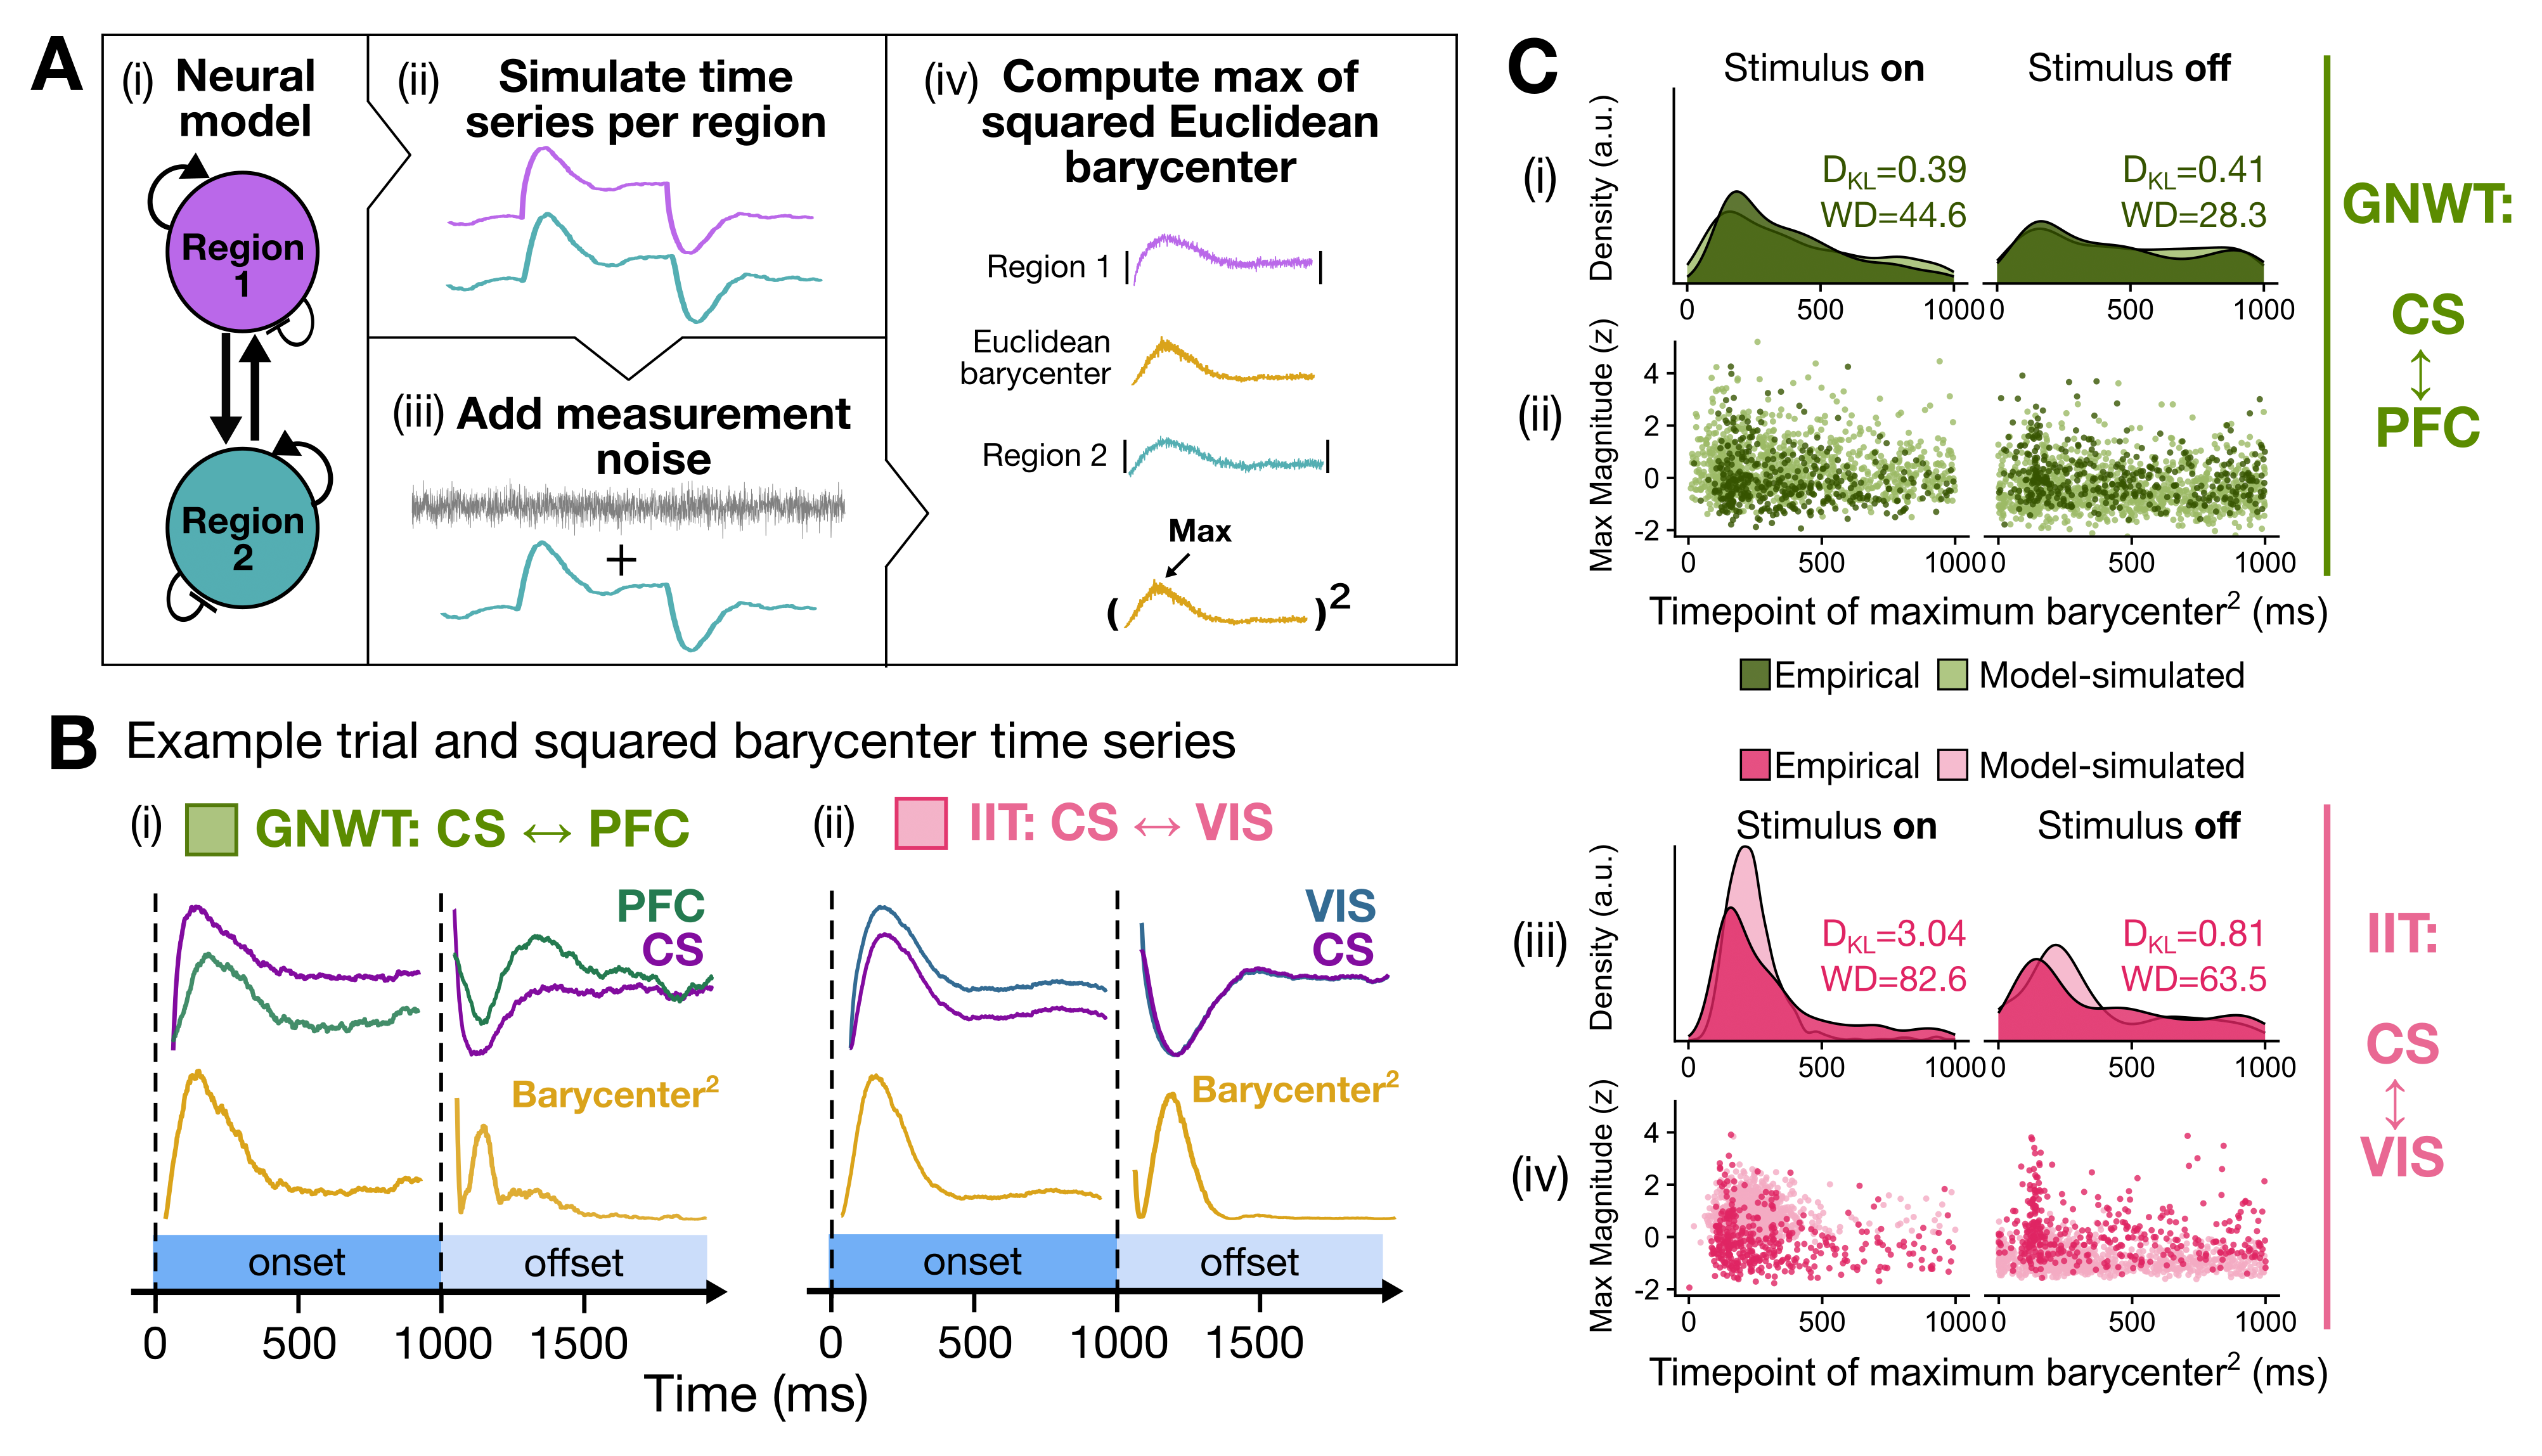 A
(i) Neural
model
Region
1
Region
2
(ii) Simulate time
series per region
(iii) Add measurement
noise
+
(iv) Compute max of
squared Euclidean
barycenter
Region 1
Euclidean
barycenter
Region 2
Max
( )2
B Example trial and squared barycenter time series
(i) GNWT: CS ↔ PFC
PFC
CS
Barycenter2
onset offset
0 500 1000 1500
(ii) IIT: CS ↔ VIS
VIS
CS
Barycenter2
onset offset
0 500 1000 1500
Time (ms)
C
Stimulus on Stimulus off
(i)
Density (a.u.)
DKL=0.39
WD=44.6
DKL=0.41
WD=28.3
0 500 1000 0 500 1000
(ii)
Max Magnitude (z)
4
2
0
-2
0 500 1000 0 500 1000
Timepoint of maximum barycenter2 (ms)
Empirical Model-simulated
GNWT:
CS
↕
PFC
Empirical Model-simulated
Stimulus on Stimulus off
(iii)
Density (a.u.)
DKL=3.04
WD=82.6
DKL=0.81
WD=63.5
0 500 1000 0 500 1000
(iv)
Max Magnitude (z)
4
2
0
-2
0 500 1000 0 500 1000
Timepoint of maximum barycenter2 (ms)
IIT:
CS
↕
VIS